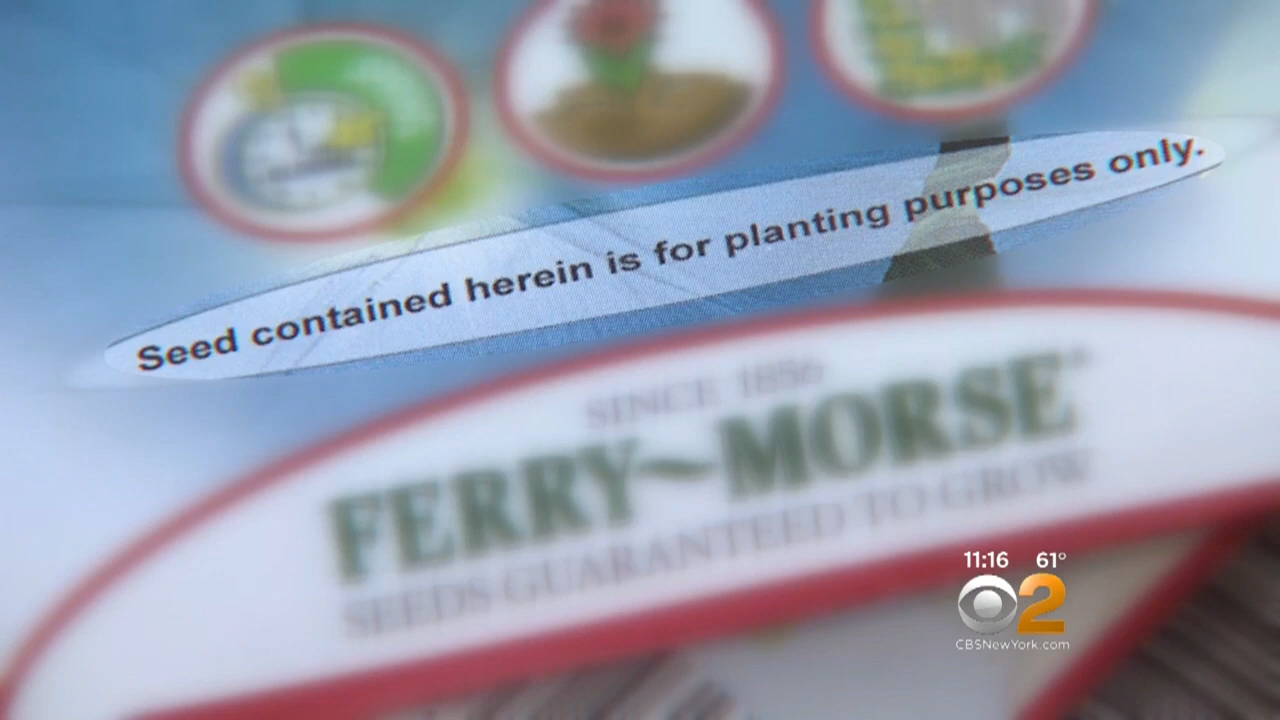 Seed contained herein is for planting purposes only.
SINCE 1856
FERRY~MORSE
SEEDS GUARANTEED TO GROW
11:16 61°
2
CBSNewYork.com